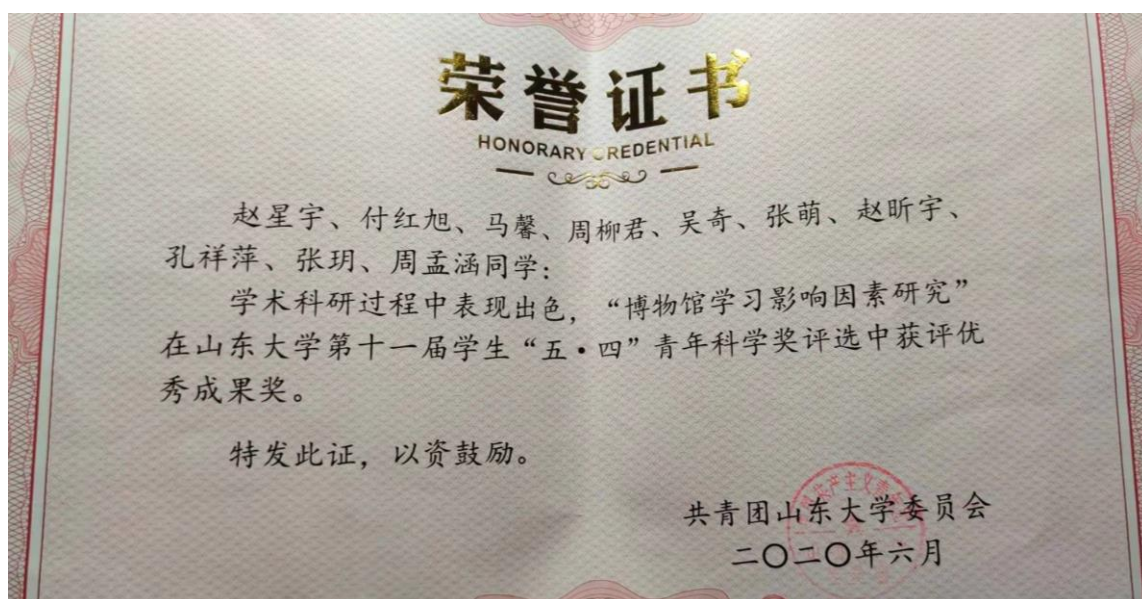 荣誉证书
HONORARY CREDENTIAL
赵星宇、付红旭、马馨、周柳君、吴奇、张萌、赵昕宇、
孔祥萍、张玥、周孟涵同学：
学术科研过程中表现出色，“博物馆学习影响因素研究”
在山东大学第十一届学生“五·四”青年科学奖评选中获评优
秀成果奖。
特发此证，以资鼓励。
共青团山东大学委员会
二〇二〇年六月